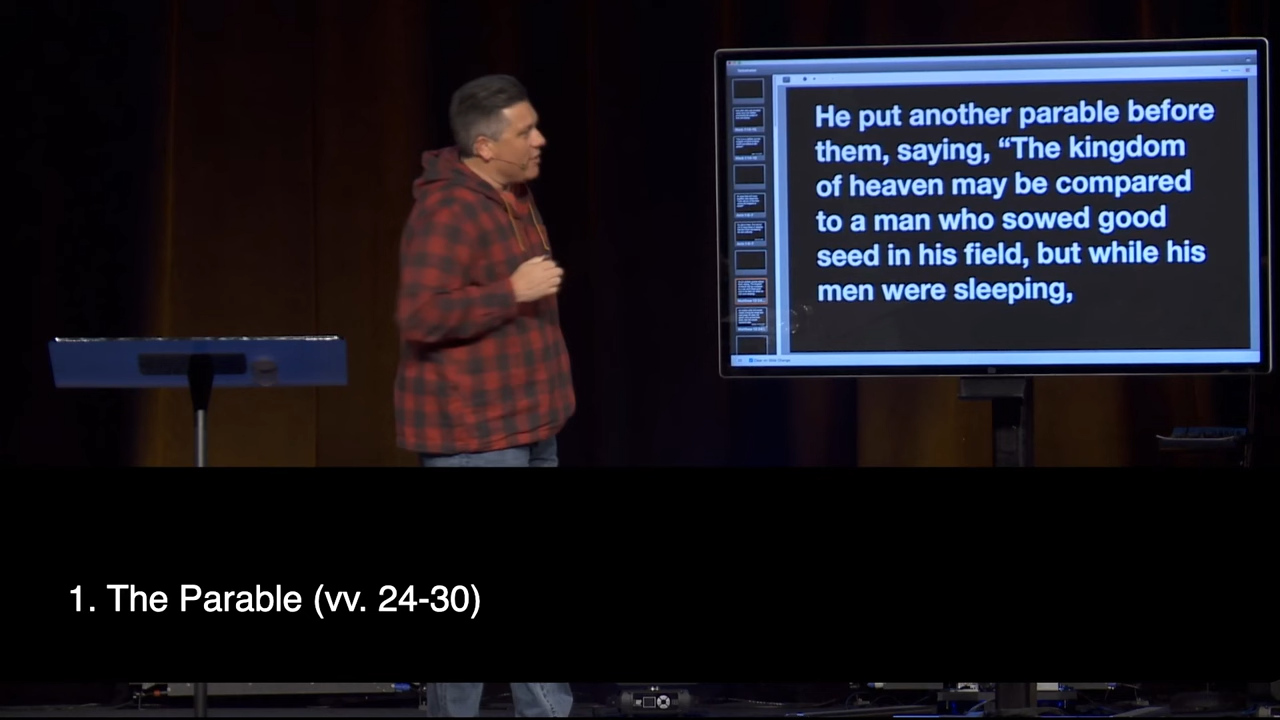 He put another parable before
them, saying, “The kingdom
of heaven may be compared
to a man who sowed good
seed in his field, but while his
men were sleeping,
1. The Parable (vv. 24-30)